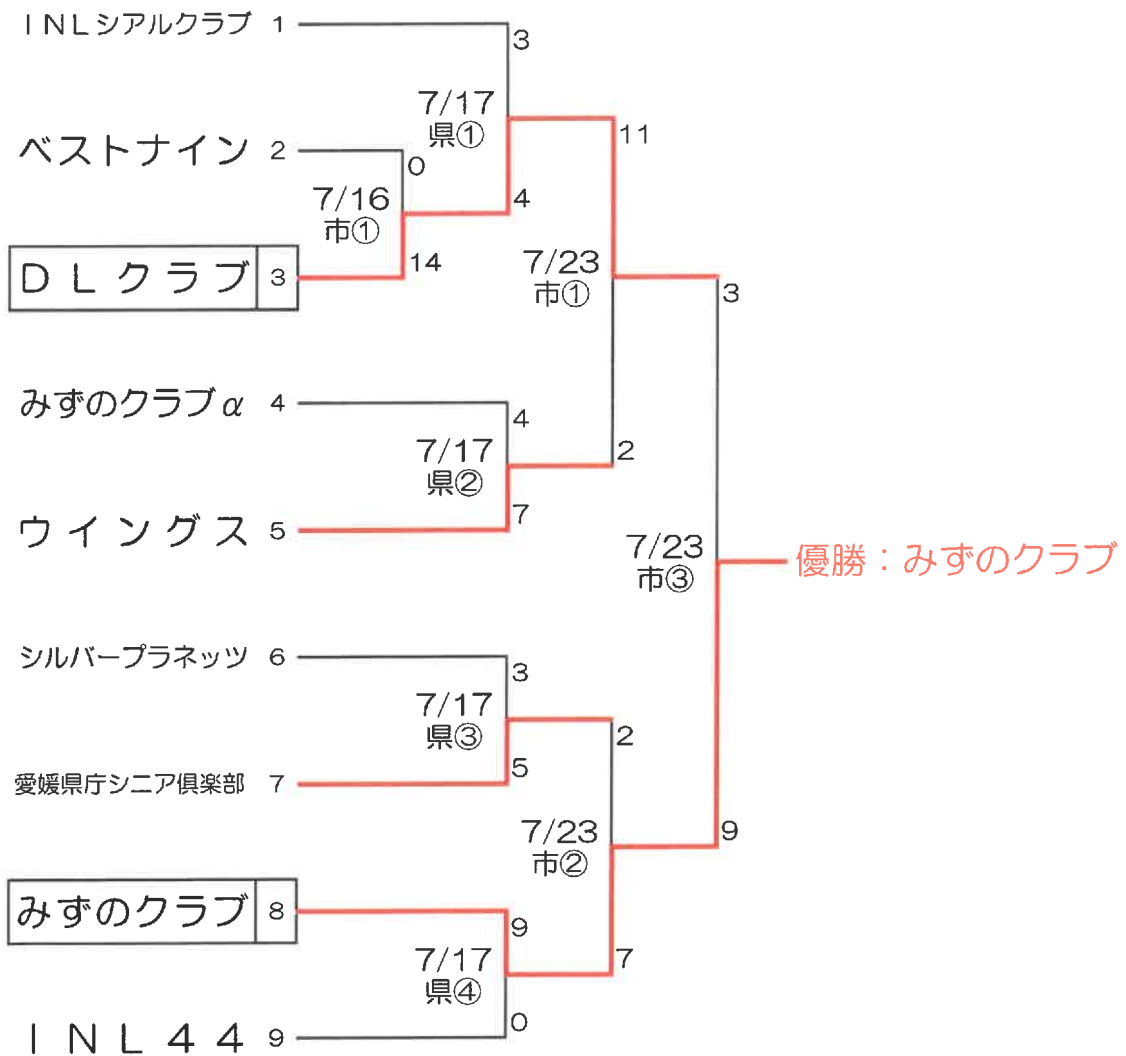 INLシアルクラブ 1
3
7/17
県①
11
ベストナイン 2
0
7/16
市①
4
DLクラブ 3
14
7/23
市①
3
みずのクラブα 4
4
7/17
県②
2
ウイングス 5
7
7/23
市③
優勝：みずのクラブ
シルバープラネッツ 6
3
7/17
県③
2
愛媛県庁シニア倶楽部 7
5
7/23
市②
9
みずのクラブ 8
9
7/17
県④
7
INL44 9
0